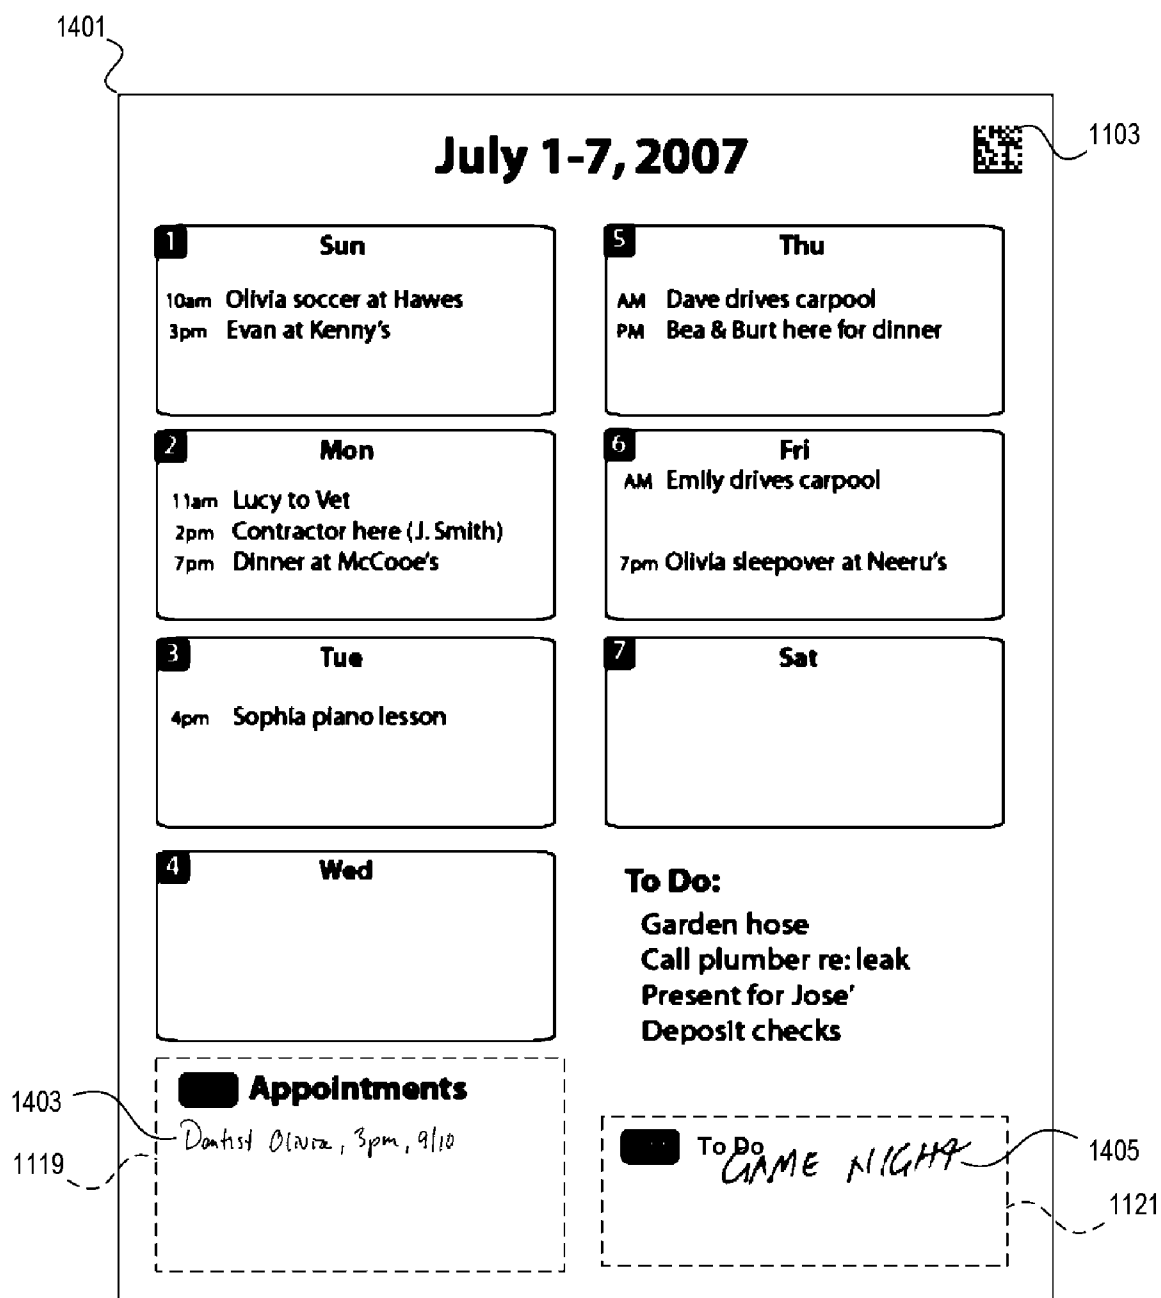 1401
1103
July 1-7, 2007
1
Sun
10am Olivia soccer at Hawes
3pm Evan at Kenny's
2
Mon
11am Lucy to Vet
2pm Contractor here (J. Smith)
7pm Dinner at McCooe's
3
Tue
4pm Sophia piano lesson
4
Wed
5
Thu
AM Dave drives carpool
PM Bea & Burt here for dinner
6
Fri
AM Emily drives carpool
7pm Olivia sleepover at Neeru's
7
Sat
To Do:
Garden hose
Call plumber re: leak
Present for Jose'
Deposit checks
Appointments
1403
Dentist Olivia, 3pm, 9/10
1119
To Do
GAME NIGHT
1405
1121